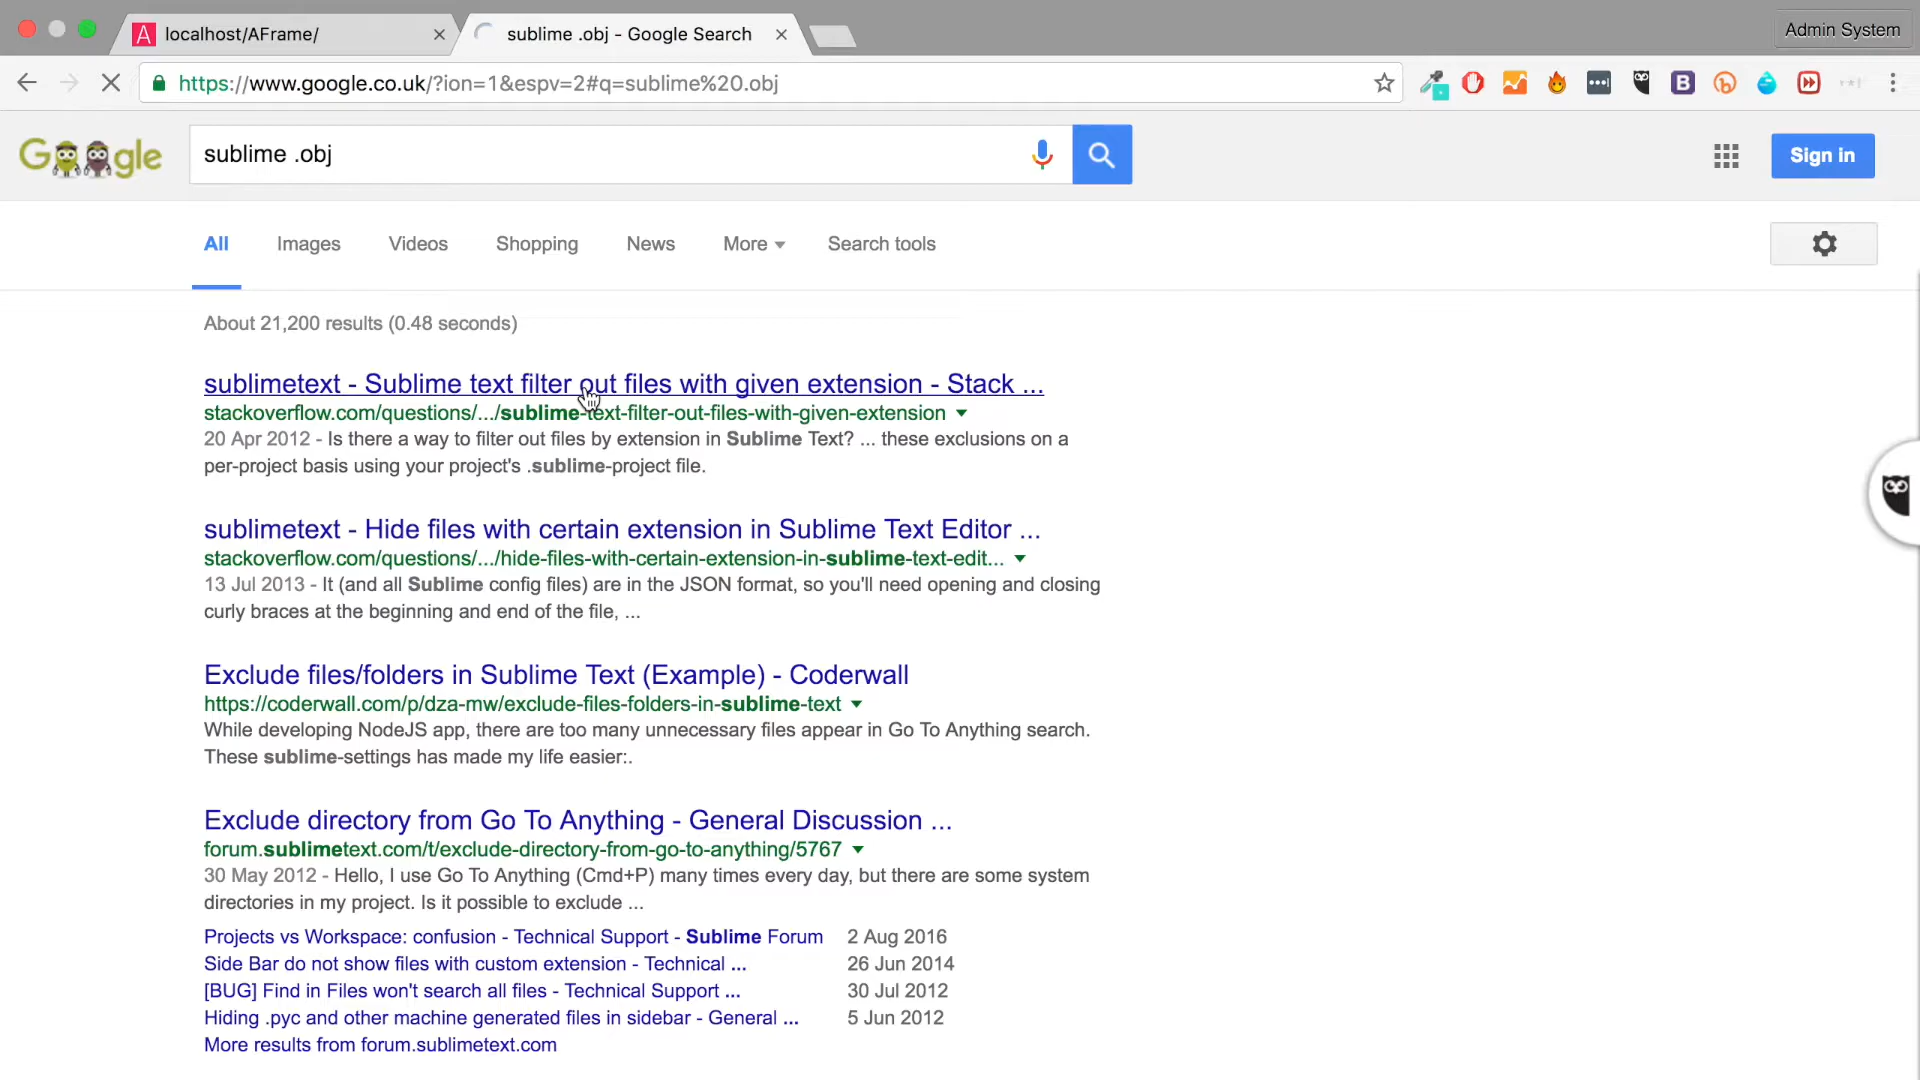 localhost/AFrame/
sublime .obj - Google Search
Admin System
https://www.google.co.uk/?ion=1&espv=2#q=sublime%20.obj
Google
sublime .obj
Sign in
All Images Videos Shopping News More Search tools
About 21,200 results (0.48 seconds)
sublimetext - Sublime text filter out files with given extension - Stack ...
stackoverflow.com/questions/.../sublime-text-filter-out-files-with-given-extension
20 Apr 2012 - Is there a way to filter out files by extension in Sublime Text? ... these exclusions on a
per-project basis using your project's .sublime-project file.
sublimetext - Hide files with certain extension in Sublime Text Editor ...
stackoverflow.com/questions/.../hide-files-with-certain-extension-in-sublime-text-edit...
13 Jul 2013 - It (and all Sublime config files) are in the JSON format, so you'll need opening and closing
curly braces at the beginning and end of the file, ...
Exclude files/folders in Sublime Text (Example) - Coderwall
https://coderwall.com/p/dza-mw/exclude-files-folders-in-sublime-text
While developing NodeJS app, there are too many unnecessary files appear in Go To Anything search.
These sublime-settings has made my life easier:.
Exclude directory from Go To Anything - General Discussion ...
forum.sublimetext.com/t/exclude-directory-from-go-to-anything/5767
30 May 2012 - Hello, I use Go To Anything (Cmd+P) many times every day, but there are some system
directories in my project. Is it possible to exclude ...
Projects vs Workspace: confusion - Technical Support - Sublime Forum 2 Aug 2016
Side Bar do not show files with custom extension - Technical ... 26 Jun 2014
[BUG] Find in Files won't search all files - Technical Support ... 30 Jul 2012
Hiding .pyc and other machine generated files in sidebar - General ... 5 Jun 2012
More results from forum.sublimetext.com